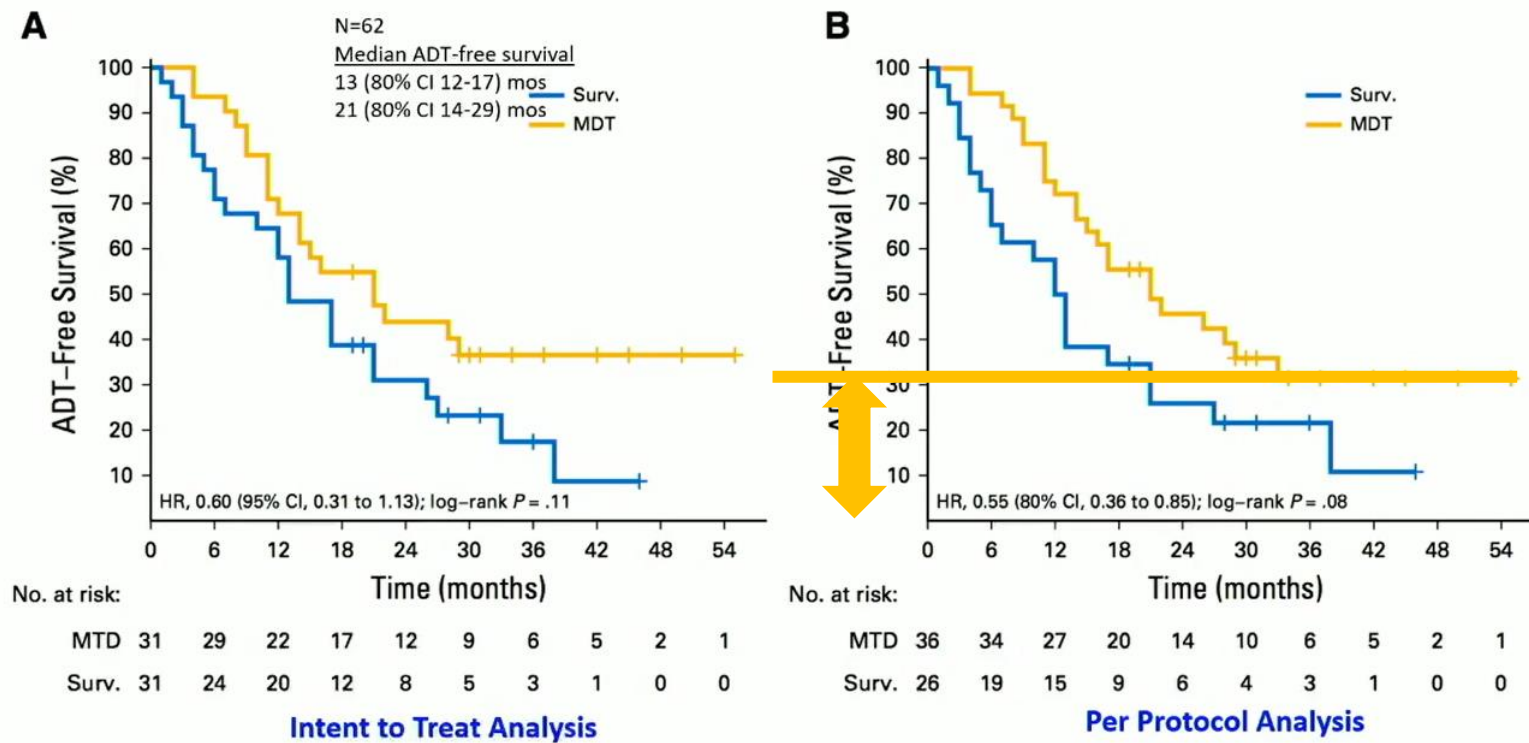 A
N=62
Median ADT-free survival
13 (80% CI 12-17) mos
21 (80% CI 14-29) mos
Surv.
MDT
ADT–Free Survival (%)
100
90
80
70
60
50
40
30
20
10
HR, 0.60 (95% CI, 0.31 to 1.13); log–rank P = .11
0 6 12 18 24 30 36 42 48 54
Time (months)
No. at risk:
MTD 31 29 22 17 12 9 6 5 2 1
Surv. 31 24 20 12 8 5 3 1 0 0
Intent to Treat Analysis
B
Surv.
MDT
ADT–Free Survival (%)
100
90
80
70
60
50
40
30
20
10
HR, 0.55 (80% CI, 0.36 to 0.85); log–rank P = .08
0 6 12 18 24 30 36 42 48 54
Time (months)
No. at risk:
MTD 36 34 27 20 14 10 6 5 2 1
Surv. 26 19 15 9 6 4 3 1 0 0
Per Protocol Analysis